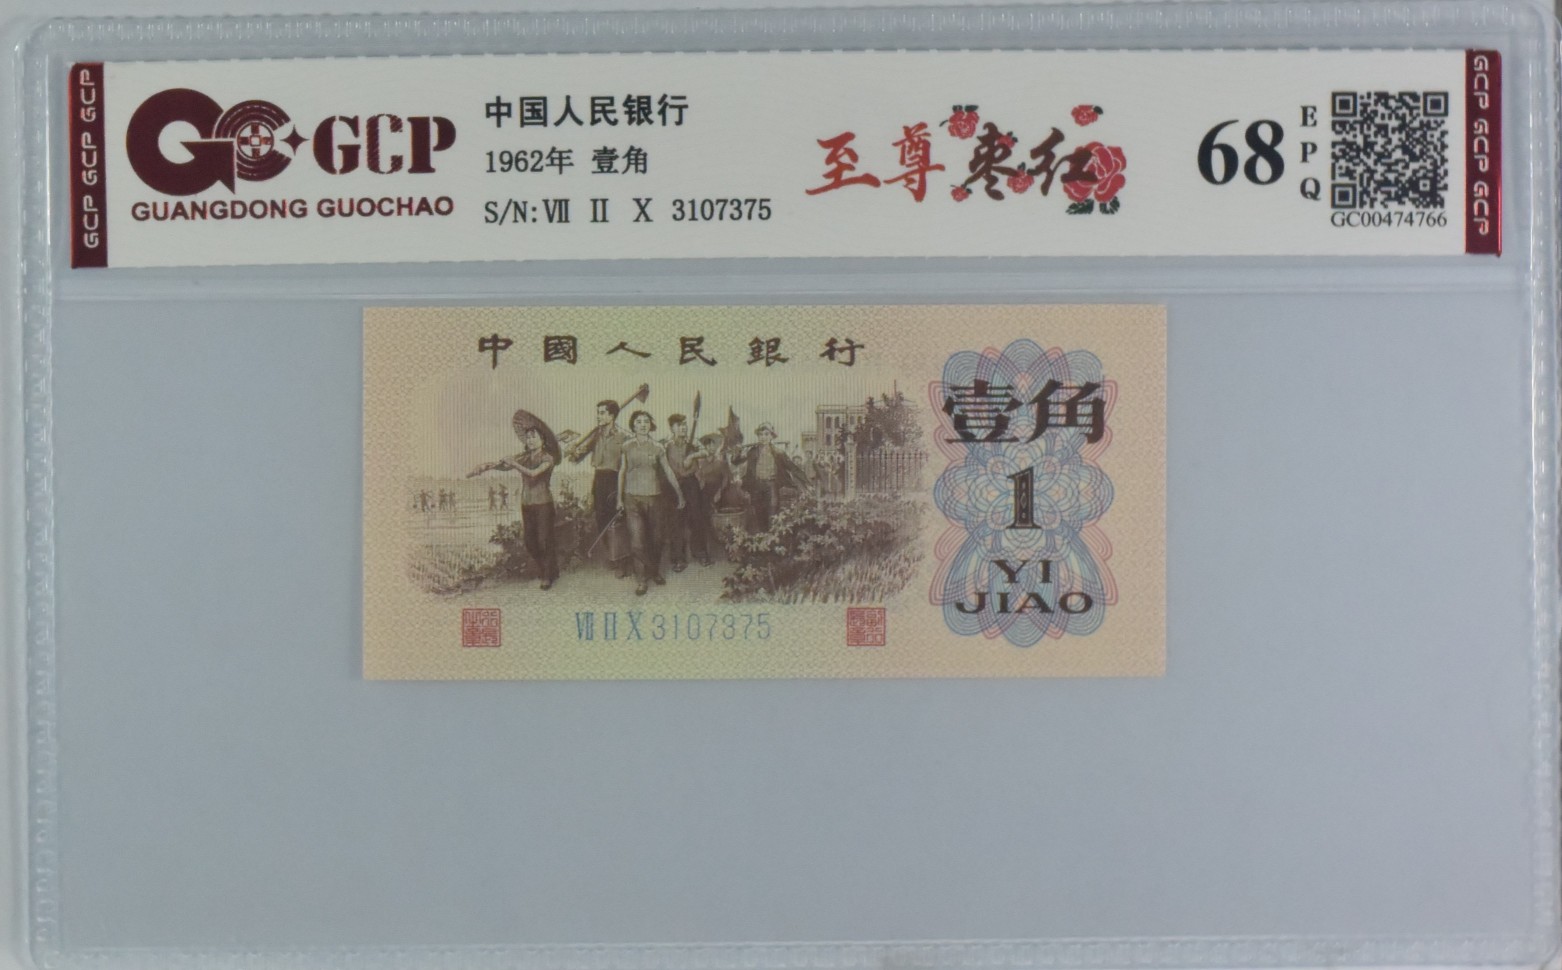 GCP GCP GCP
GCP
GUANGDONG GUOCHAO
中国人民银行
1962年 壹角
S/N:Ⅶ Ⅱ Ⅹ 3107375
至尊枣红
68
EPQ
GC00474766
GCP GCP GCP
中國人民銀行
壹角
1
YI
JIAO
Ⅶ Ⅱ Ⅹ 3107375